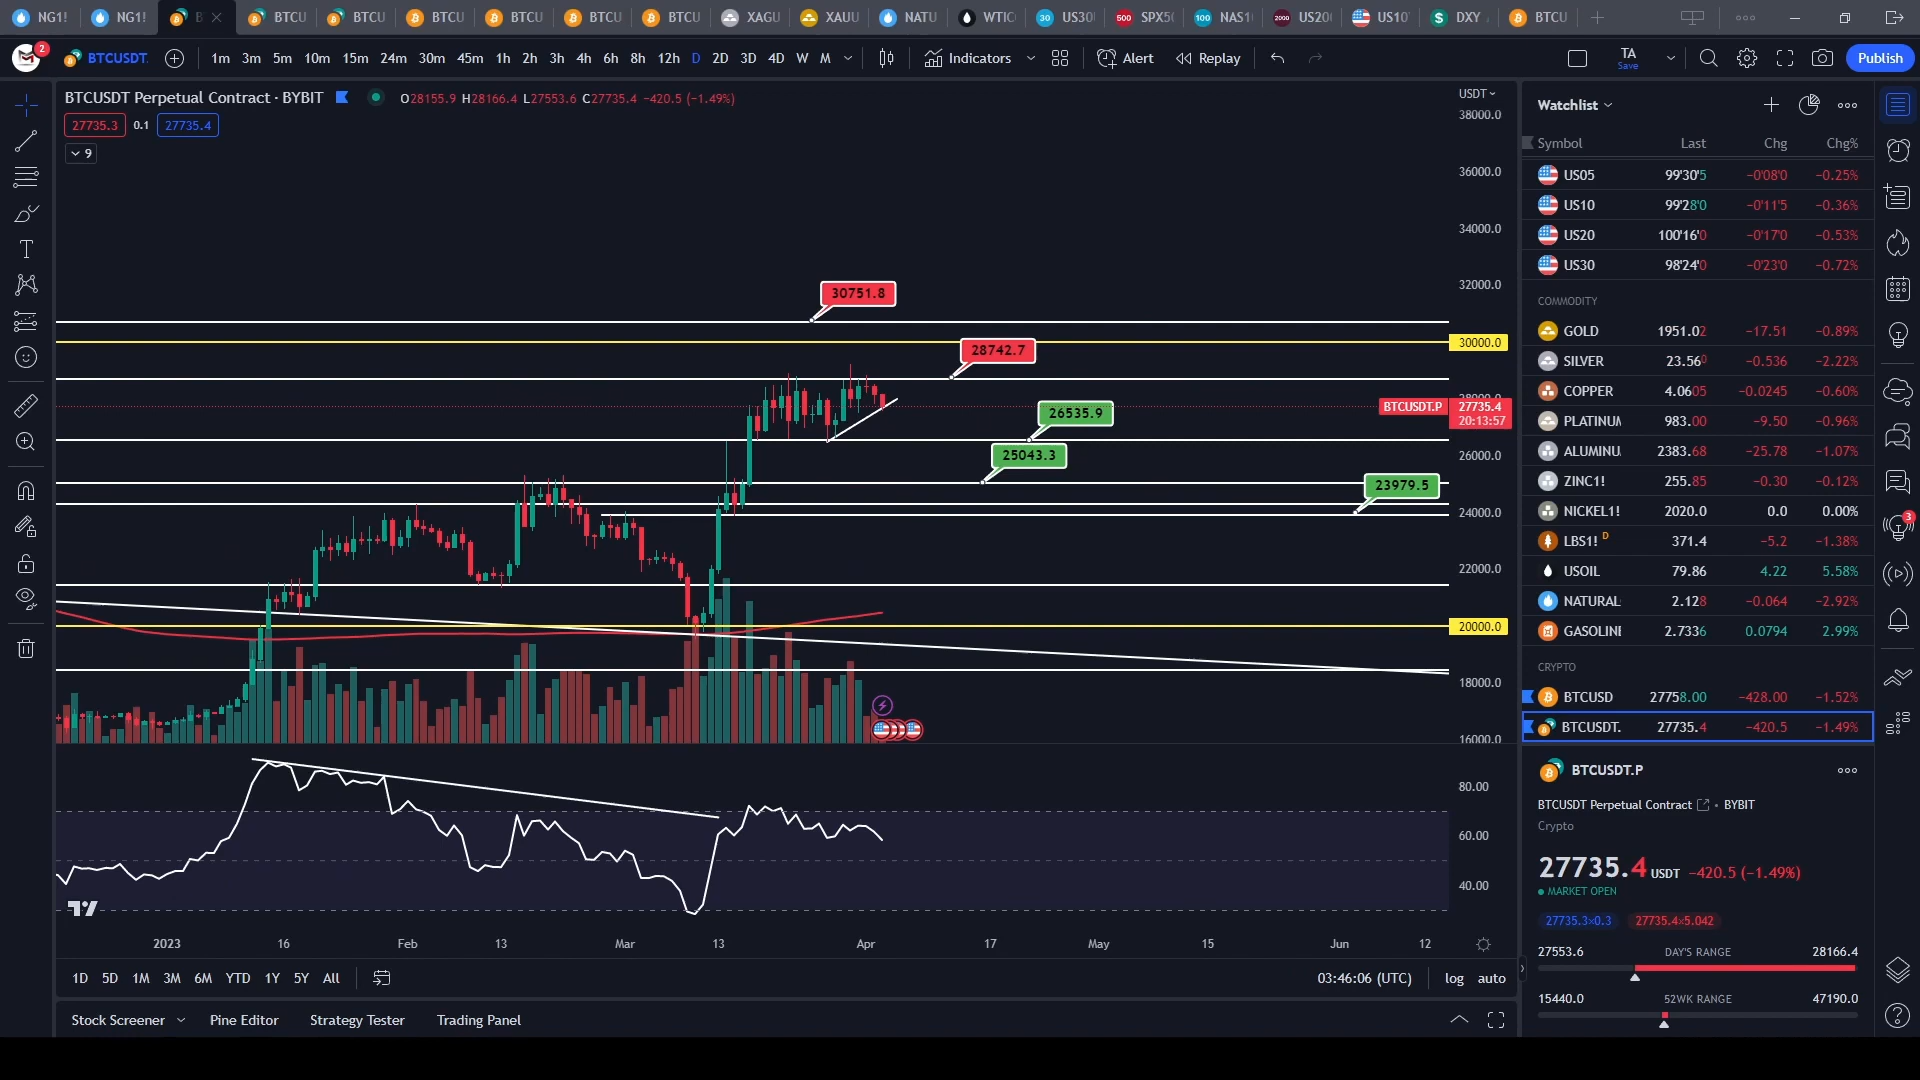 NG1! NG1! B BTCU BTCU BTCU BTCU BTCU BTCU XAGU XAUU NATU WTIC US30 SPX5 NAS1 US20 US10 DXY BTCU
2 BTCUSDT. 1m 3m 5m 10m 15m 24m 30m 45m 1h 2h 3h 4h 6h 8h 12h D 2D 3D 4D W M Indicators Alert Replay TA Save Publish
BTCUSDT Perpetual Contract · BYBIT O28155.9 H28166.4 L27553.6 C27735.4 −420.5 (−1.49%)
27735.3 0.1 27735.4
9
USDT
38000.0
36000.0
34000.0
32000.0
30751.8
30000.0
28742.7
BTCUSDT.P 27735.4
20:13:57
26535.9
26000.0
25043.3
23979.5
24000.0
22000.0
20000.0
18000.0
16000.0
80.00
60.00
40.00
2023 16 Feb 13 Mar 13 Apr 17 May 15 Jun 12
1D 5D 1M 3M 6M YTD 1Y 5Y All 03:46:06 (UTC) log auto
Stock Screener Pine Editor Strategy Tester Trading Panel
Watchlist
Symbol Last Chg Chg%
US05 99'30'5 −0'08'0 −0.25%
US10 99'28'0 −0'11'5 −0.36%
US20 100'16'0 −0'17'0 −0.53%
US30 98'24'0 −0'23'0 −0.72%
COMMODITY
GOLD 1951.02 −17.51 −0.89%
SILVER 23.560 −0.536 −2.22%
COPPER 4.0605 −0.0245 −0.60%
PLATINUM 983.00 −9.50 −0.96%
ALUMINU. 2383.68 −25.78 −1.07%
ZINC1! 255.85 −0.30 −0.12%
NICKEL1! 2020.0 0.0 0.00%
LBS1! D 371.4 −5.2 −1.38%
USOIL 79.86 4.22 5.58%
NATURAL 2.128 −0.064 −2.92%
GASOLINE 2.7336 0.0794 2.99%
CRYPTO
BTCUSD 27758.00 −428.00 −1.52%
BTCUSDT. 27735.4 −420.5 −1.49%
BTCUSDT.P
BTCUSDT Perpetual Contract • BYBIT
Crypto
27735.4 USDT −420.5 (−1.49%)
MARKET OPEN
27735.3×0.3 27735.4×5.042
27553.6 DAY'S RANGE 28166.4
15440.0 52WK RANGE 47190.0
3